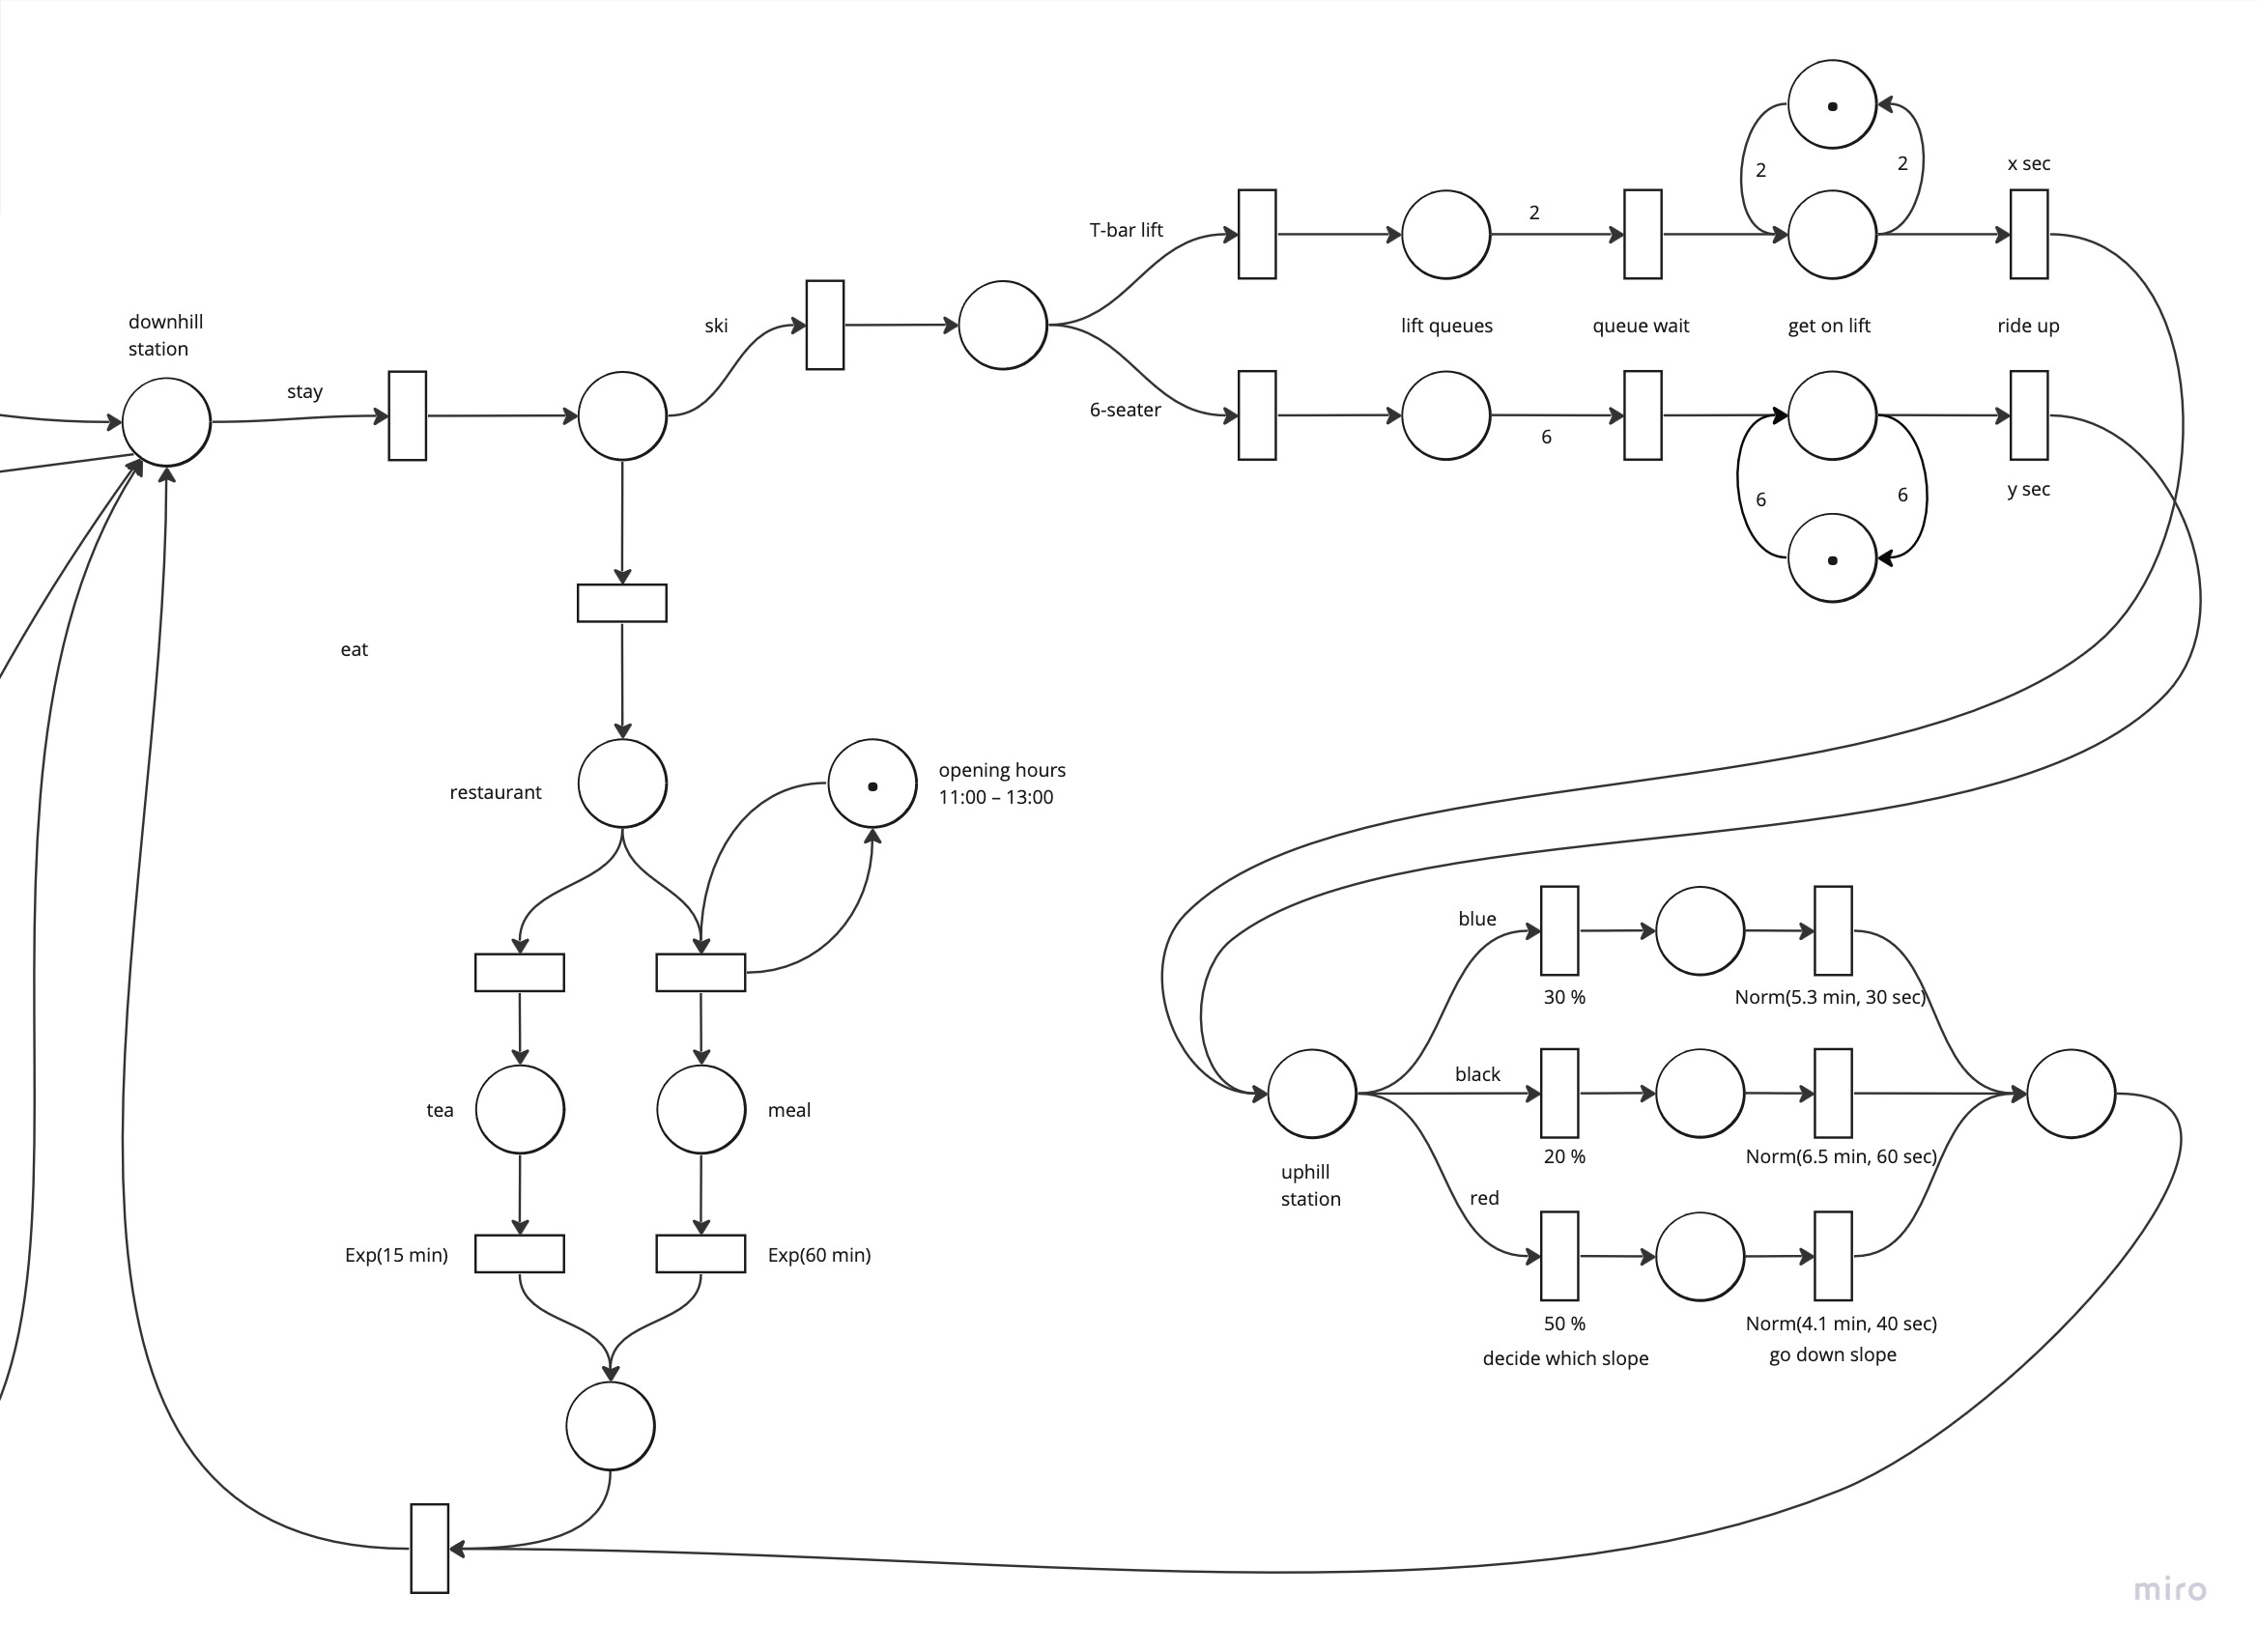 2
2
x sec
2
T-bar lift
downhill
station
ski
lift queues
queue wait
get on lift
ride up
stay
6-seater
6
6
6
y sec
eat
restaurant
opening hours
11:00 – 13:00
blue
30 %
Norm(5.3 min, 30 sec)
black
20 %
Norm(6.5 min, 60 sec)
tea
meal
uphill
station
red
Exp(15 min)
Exp(60 min)
50 %
Norm(4.1 min, 40 sec)
decide which slope
go down slope
miro